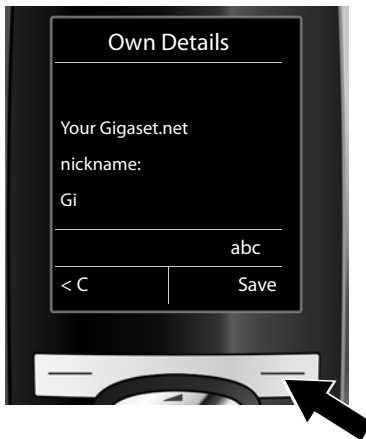 Own Details
Your Gigaset.net
nickname:
Gi
abc
< C
Save